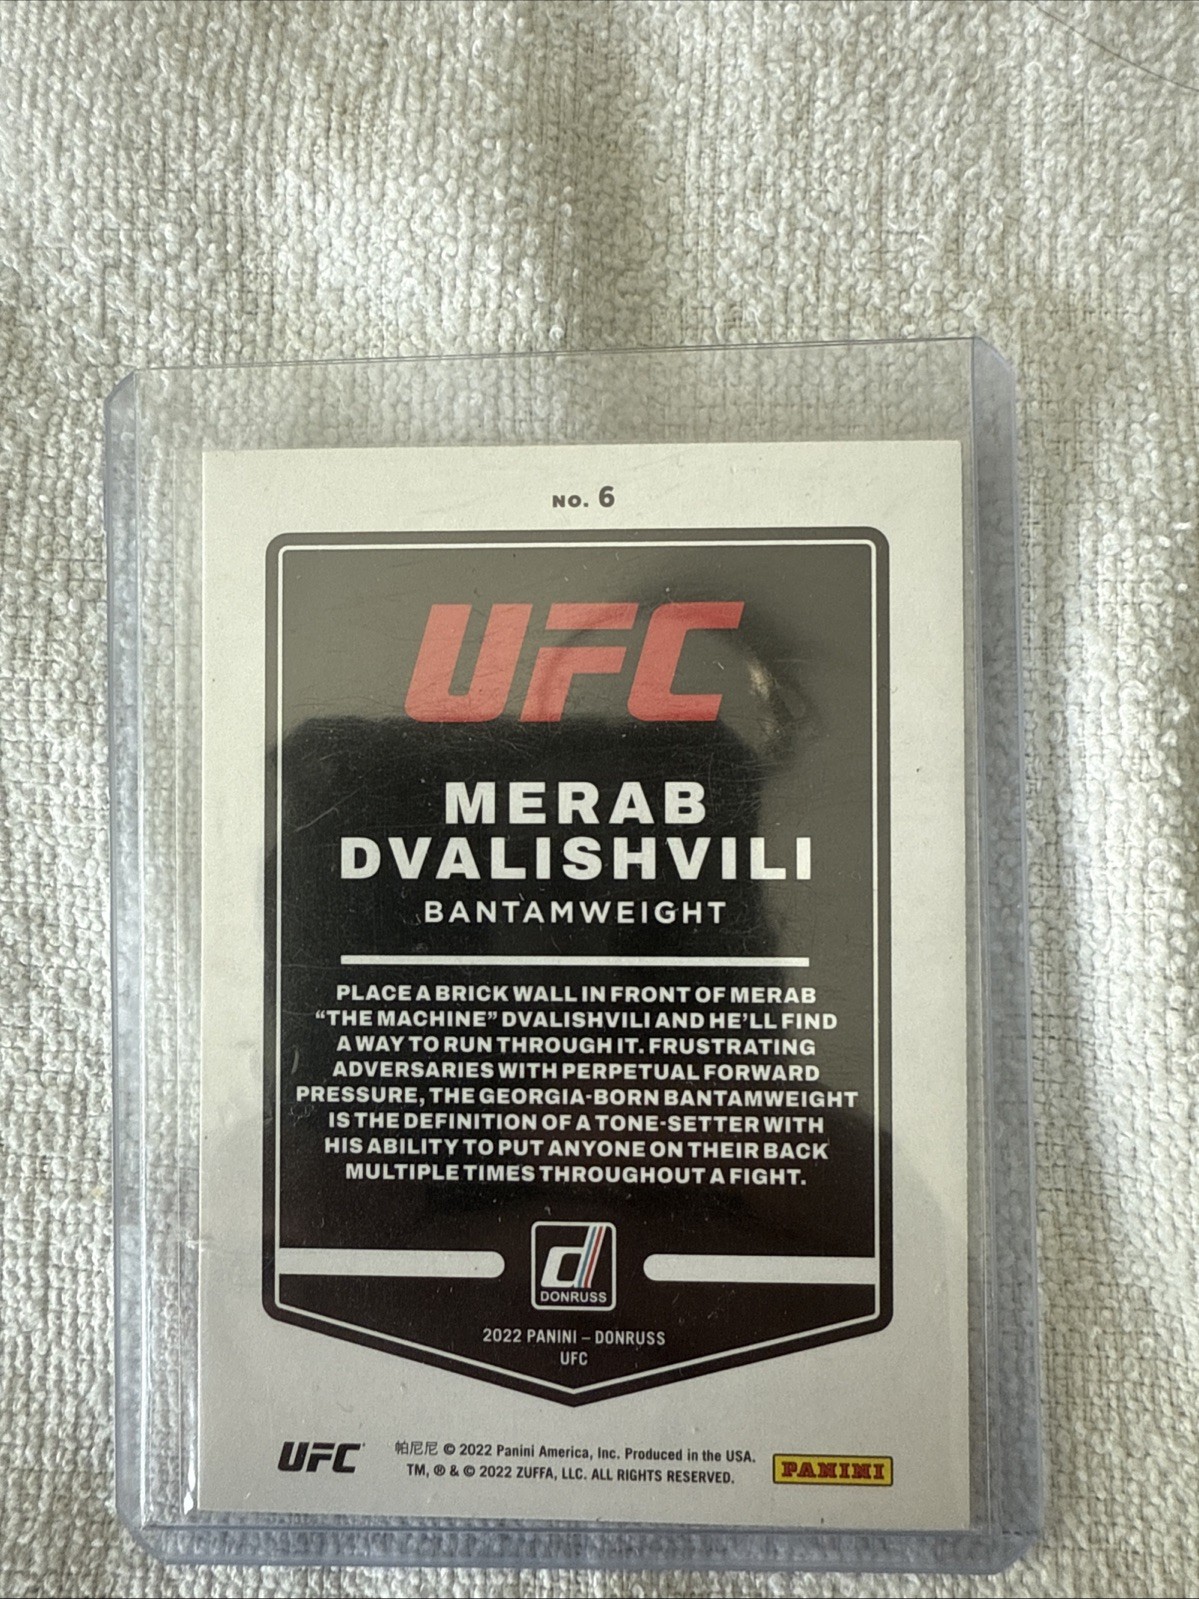 NO. 6
UFC
MERAB
DVALISHVILI
BANTAMWEIGHT
PLACE A BRICK WALL IN FRONT OF MERAB
“THE MACHINE” DVALISHVILI AND HE’LL FIND
A WAY TO RUN THROUGH IT. FRUSTRATING
ADVERSARIES WITH PERPETUAL FORWARD
PRESSURE, THE GEORGIA-BORN BANTAMWEIGHT
IS THE DEFINITION OF A TONE-SETTER WITH
HIS ABILITY TO PUT ANYONE ON THEIR BACK
MULTIPLE TIMES THROUGHOUT A FIGHT.
d
DONRUSS
2022 PANINI – DONRUSS
UFC
UFC
帕尼尼 © 2022 Panini America, Inc. Produced in the USA.
TM, ® & © 2022 ZUFFA, LLC. ALL RIGHTS RESERVED.
PANINI